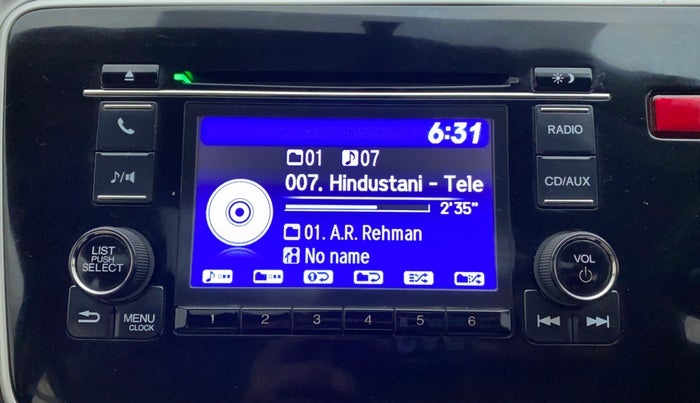 6:31
01 07
RADIO
007. Hindustani - Tele
CD/AUX
2'35"
01. A.R. Rehman
No name
LIST
PUSH
SELECT
VOL
MENU
CLOCK
1 2 3 4 5 6